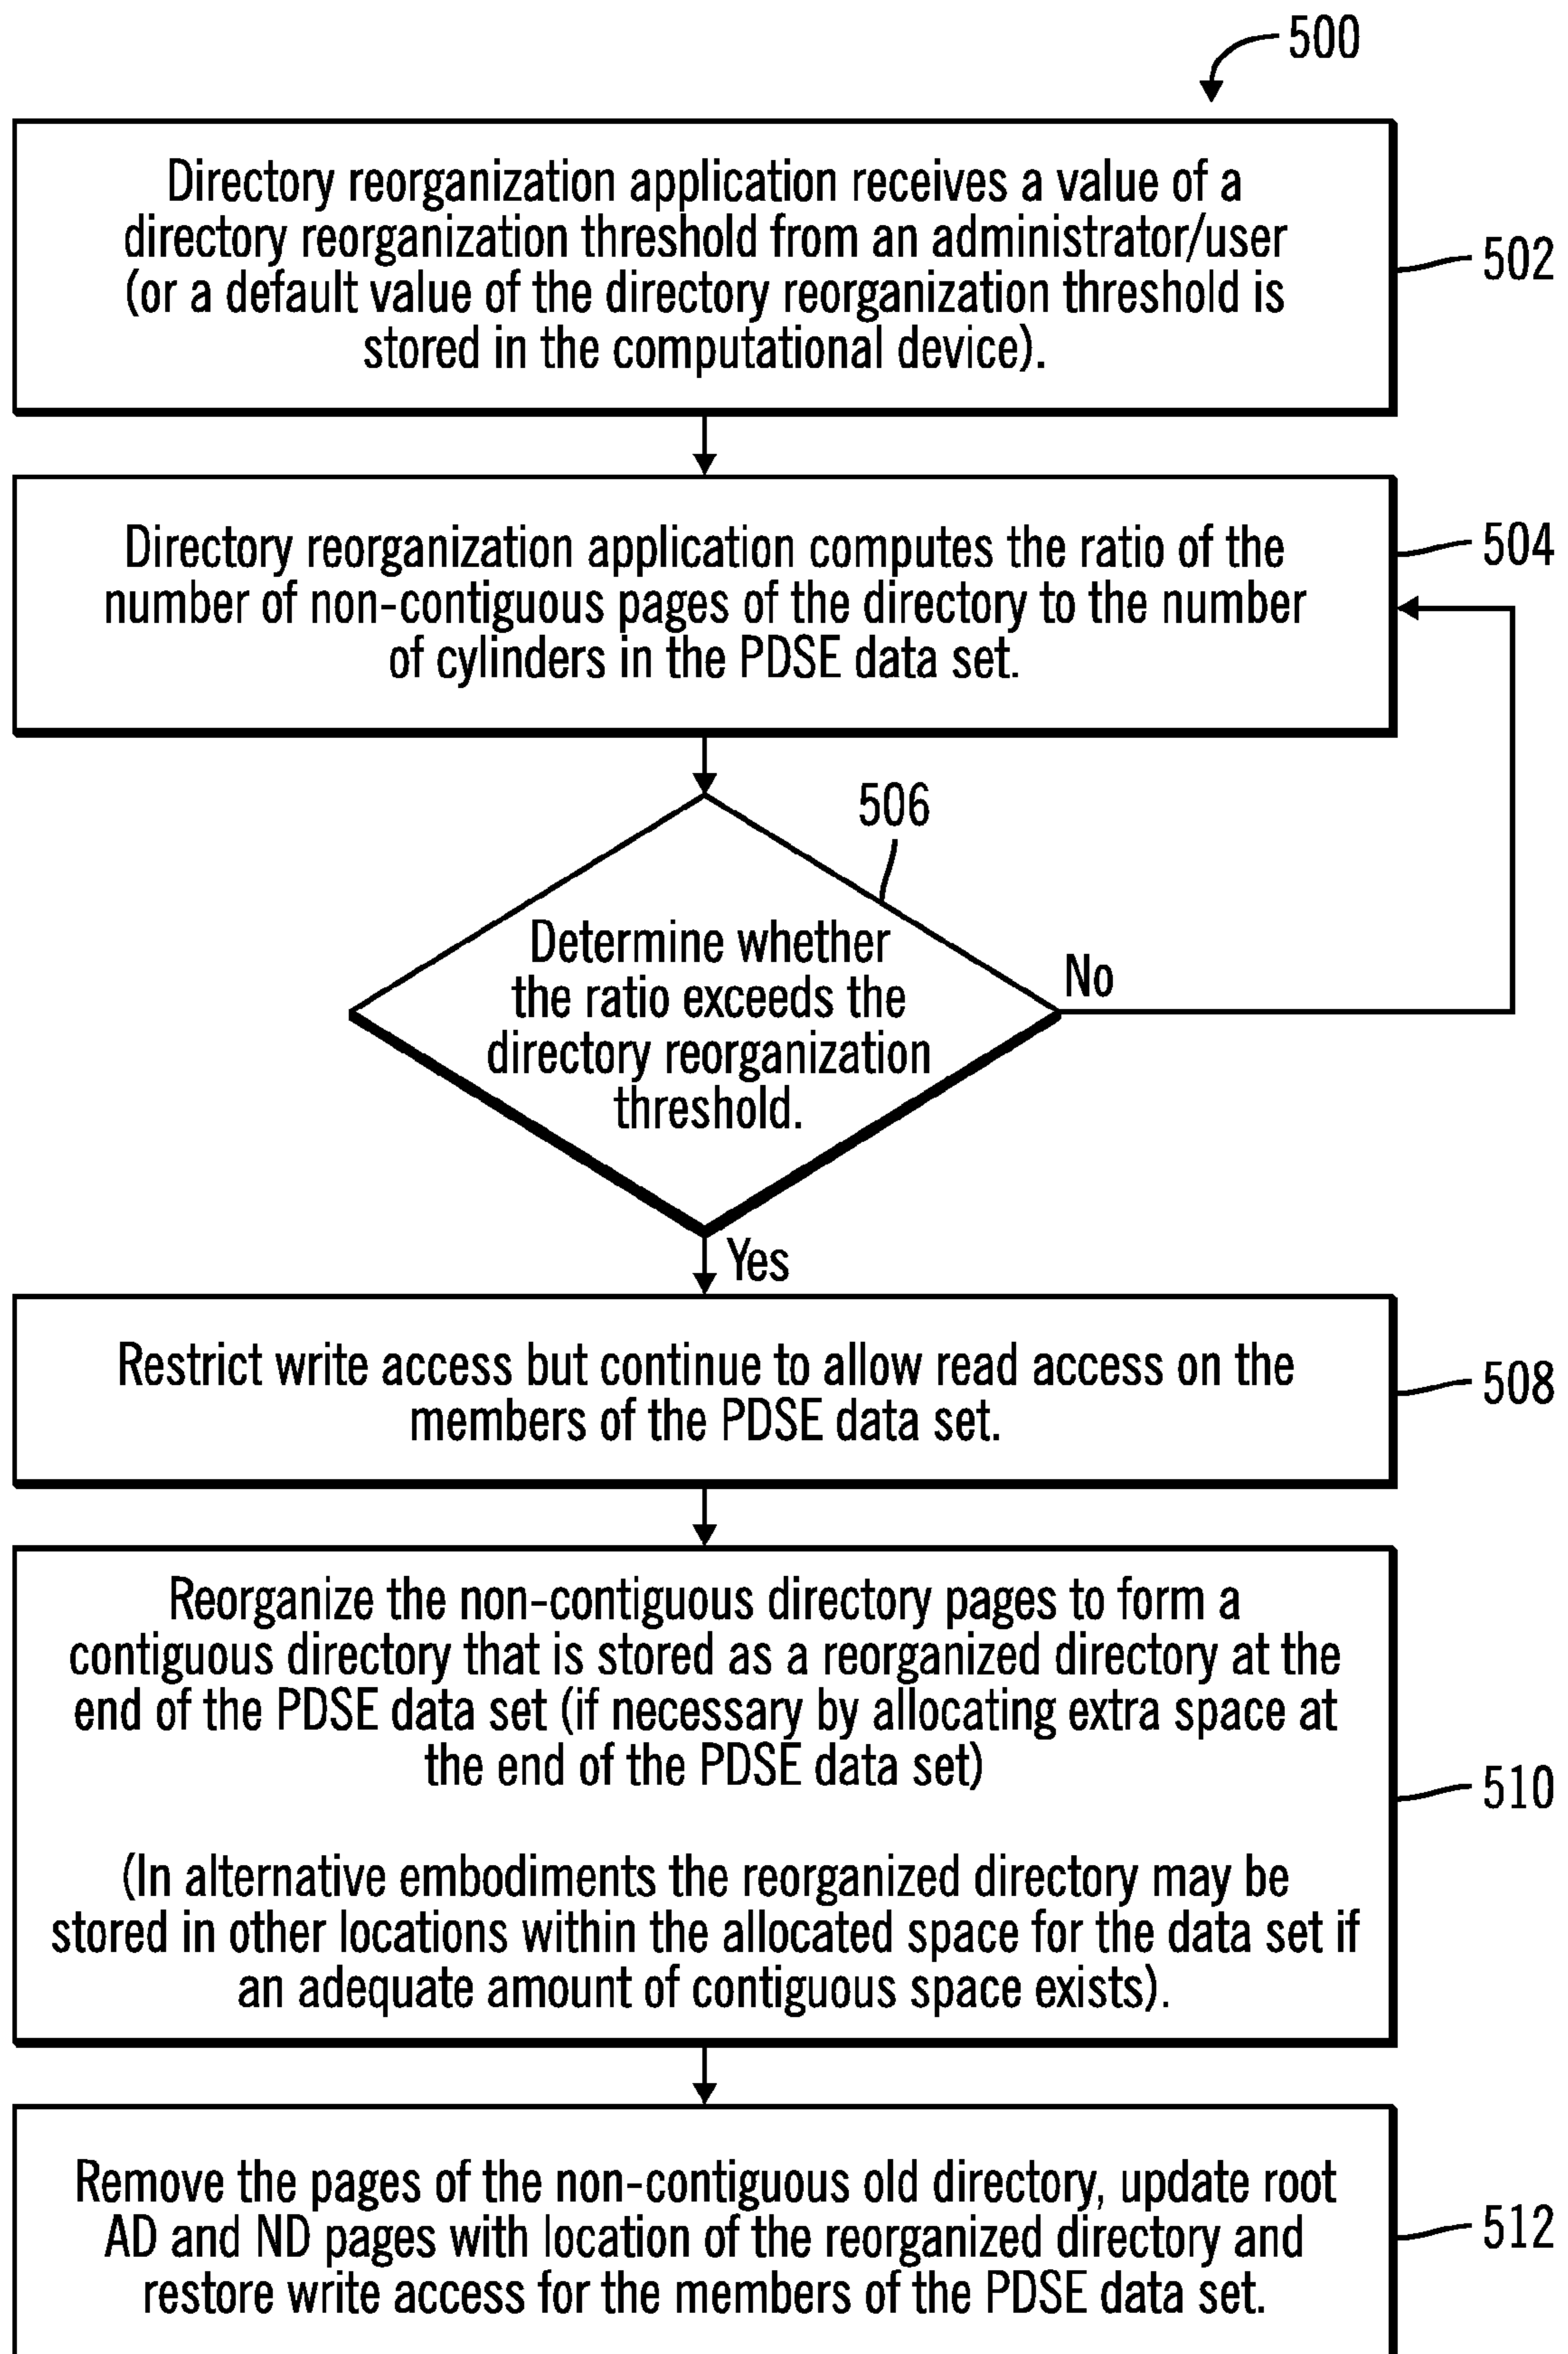 500
Directory reorganization application receives a value of a
directory reorganization threshold from an administrator/user
(or a default value of the directory reorganization threshold is
stored in the computational device).
502
Directory reorganization application computes the ratio of the
number of non-contiguous pages of the directory to the number
of cylinders in the PDSE data set.
504
506
Determine whether
the ratio exceeds the
directory reorganization
threshold.
No
Yes
Restrict write access but continue to allow read access on the
members of the PDSE data set.
508
Reorganize the non-contiguous directory pages to form a
contiguous directory that is stored as a reorganized directory at the
end of the PDSE data set (if necessary by allocating extra space at
the end of the PDSE data set)
(In alternative embodiments the reorganized directory may be
stored in other locations within the allocated space for the data set if
an adequate amount of contiguous space exists).
510
Remove the pages of the non-contiguous old directory, update root
AD and ND pages with location of the reorganized directory and
restore write access for the members of the PDSE data set.
512